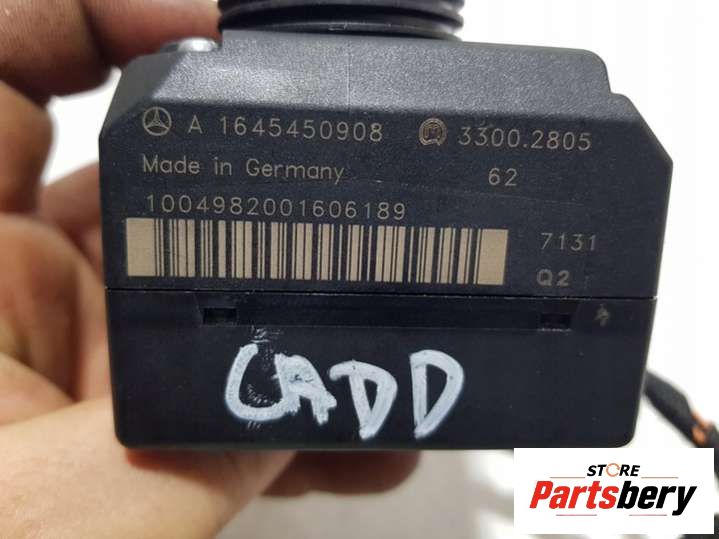 A 1645450908 3300.2805
Made in Germany 62
1004982001606189
7131
Q2
CADD
STORE
Partsbery